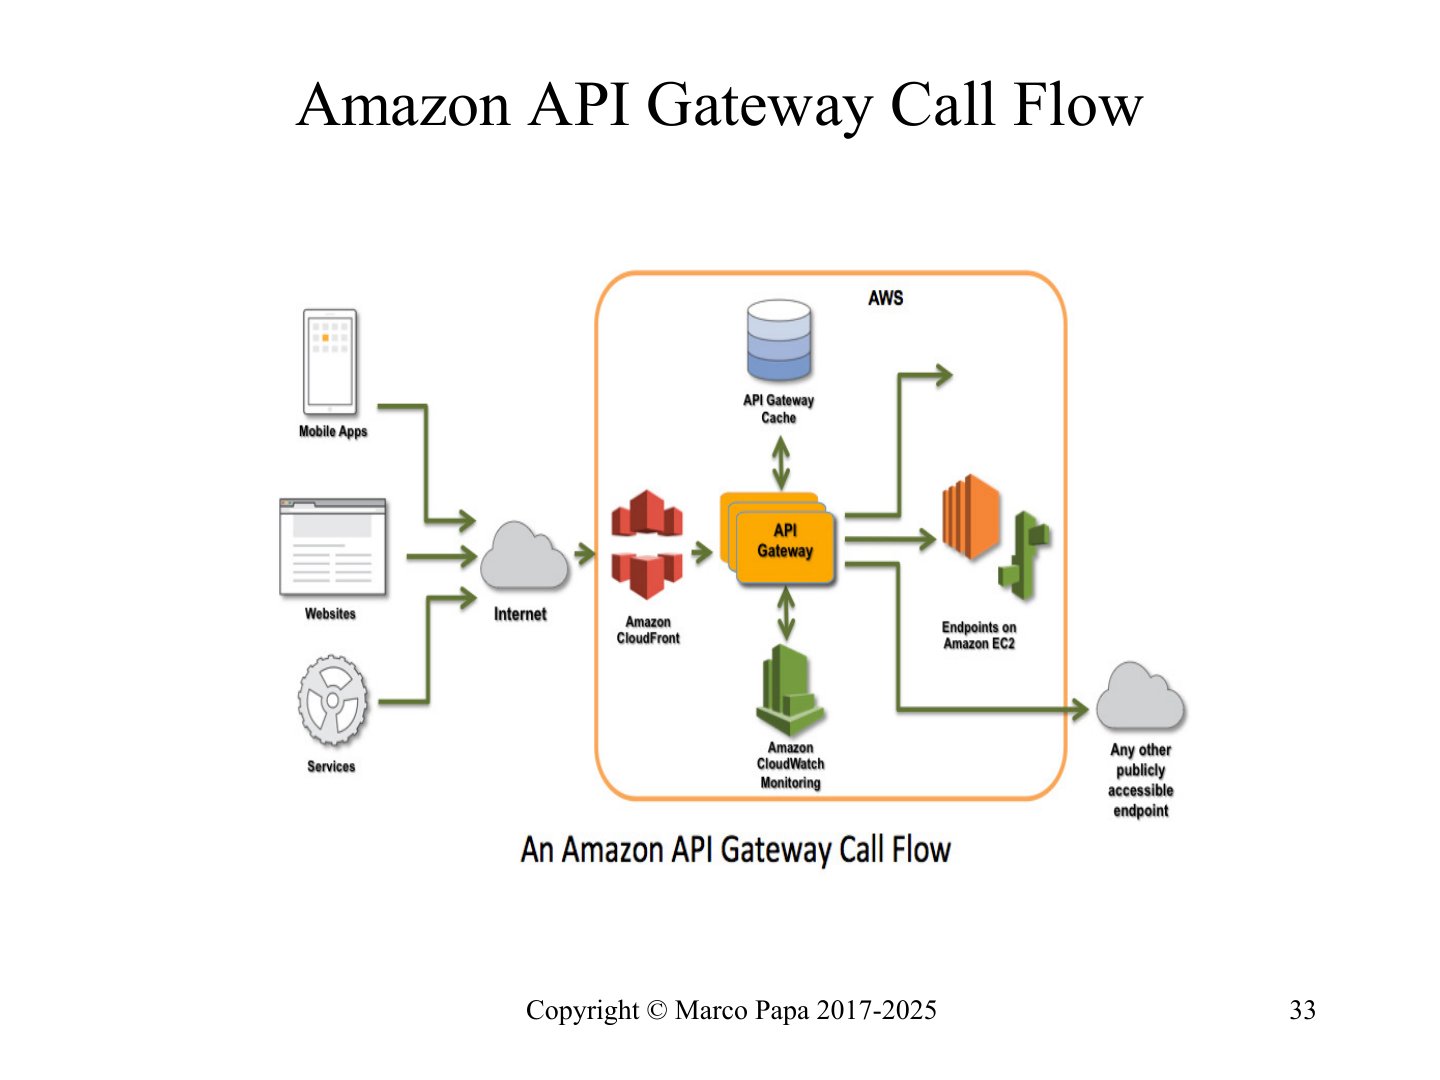 Amazon API Gateway Call Flow
AWS
API Gateway
Cache
Mobile Apps
API
Gateway
Internet
Websites
Amazon
CloudFront
Endpoints on
Amazon EC2
Services
Amazon
CloudWatch
Monitoring
Any other
publicly
accessible
endpoint
An Amazon API Gateway Call Flow
Copyright © Marco Papa 2017-2025
33